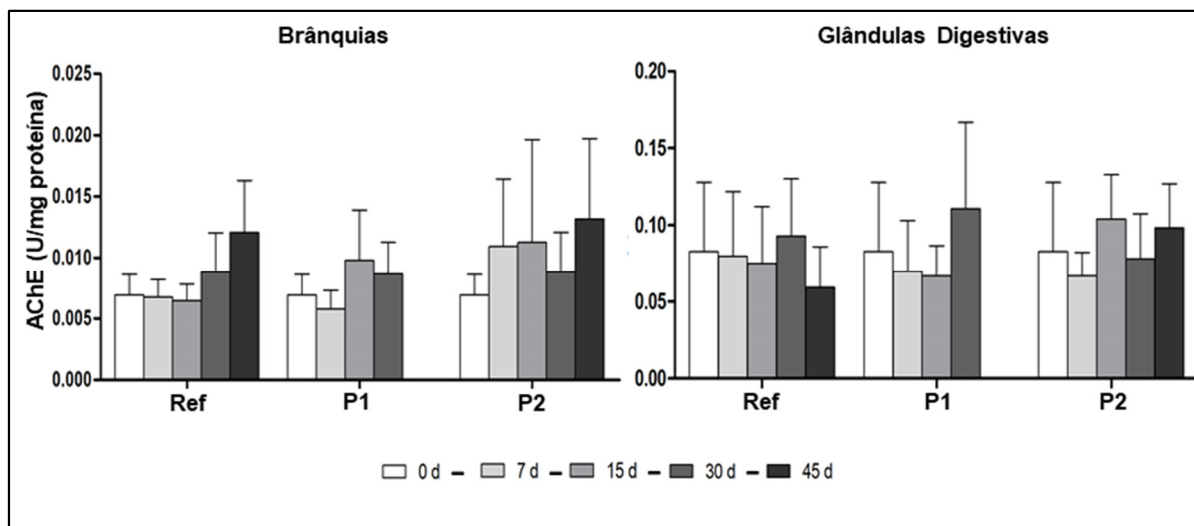 Brânquias
AChE (U/mg proteína)
0.025
0.020
0.015
0.010
0.005
0.000
Ref P1 P2
Glândulas Digestivas
0.20
0.15
0.10
0.05
0.00
Ref P1 P2
0 d – 7 d – 15 d – 30 d – 45 d